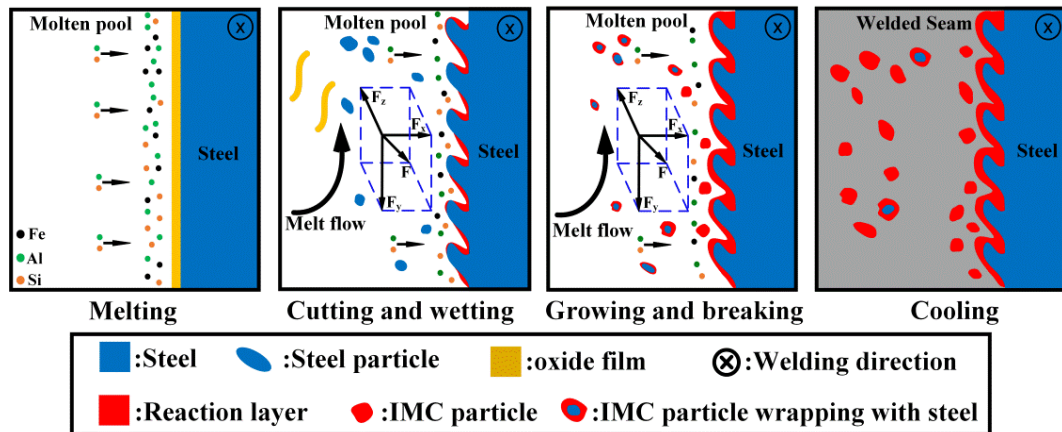 Molten pool
X
Steel
Fe
Al
Si
Melting
Molten pool
X
Fz
Fx
F
Fy
Steel
Melt flow
Cutting and wetting
Molten pool
X
Fz
Fx
F
Fy
Steel
Melt flow
Growing and breaking
Welded Seam
X
Steel
Cooling
:Steel :Steel particle :oxide film :Welding direction
:Reaction layer :IMC particle :IMC particle wrapping with steel